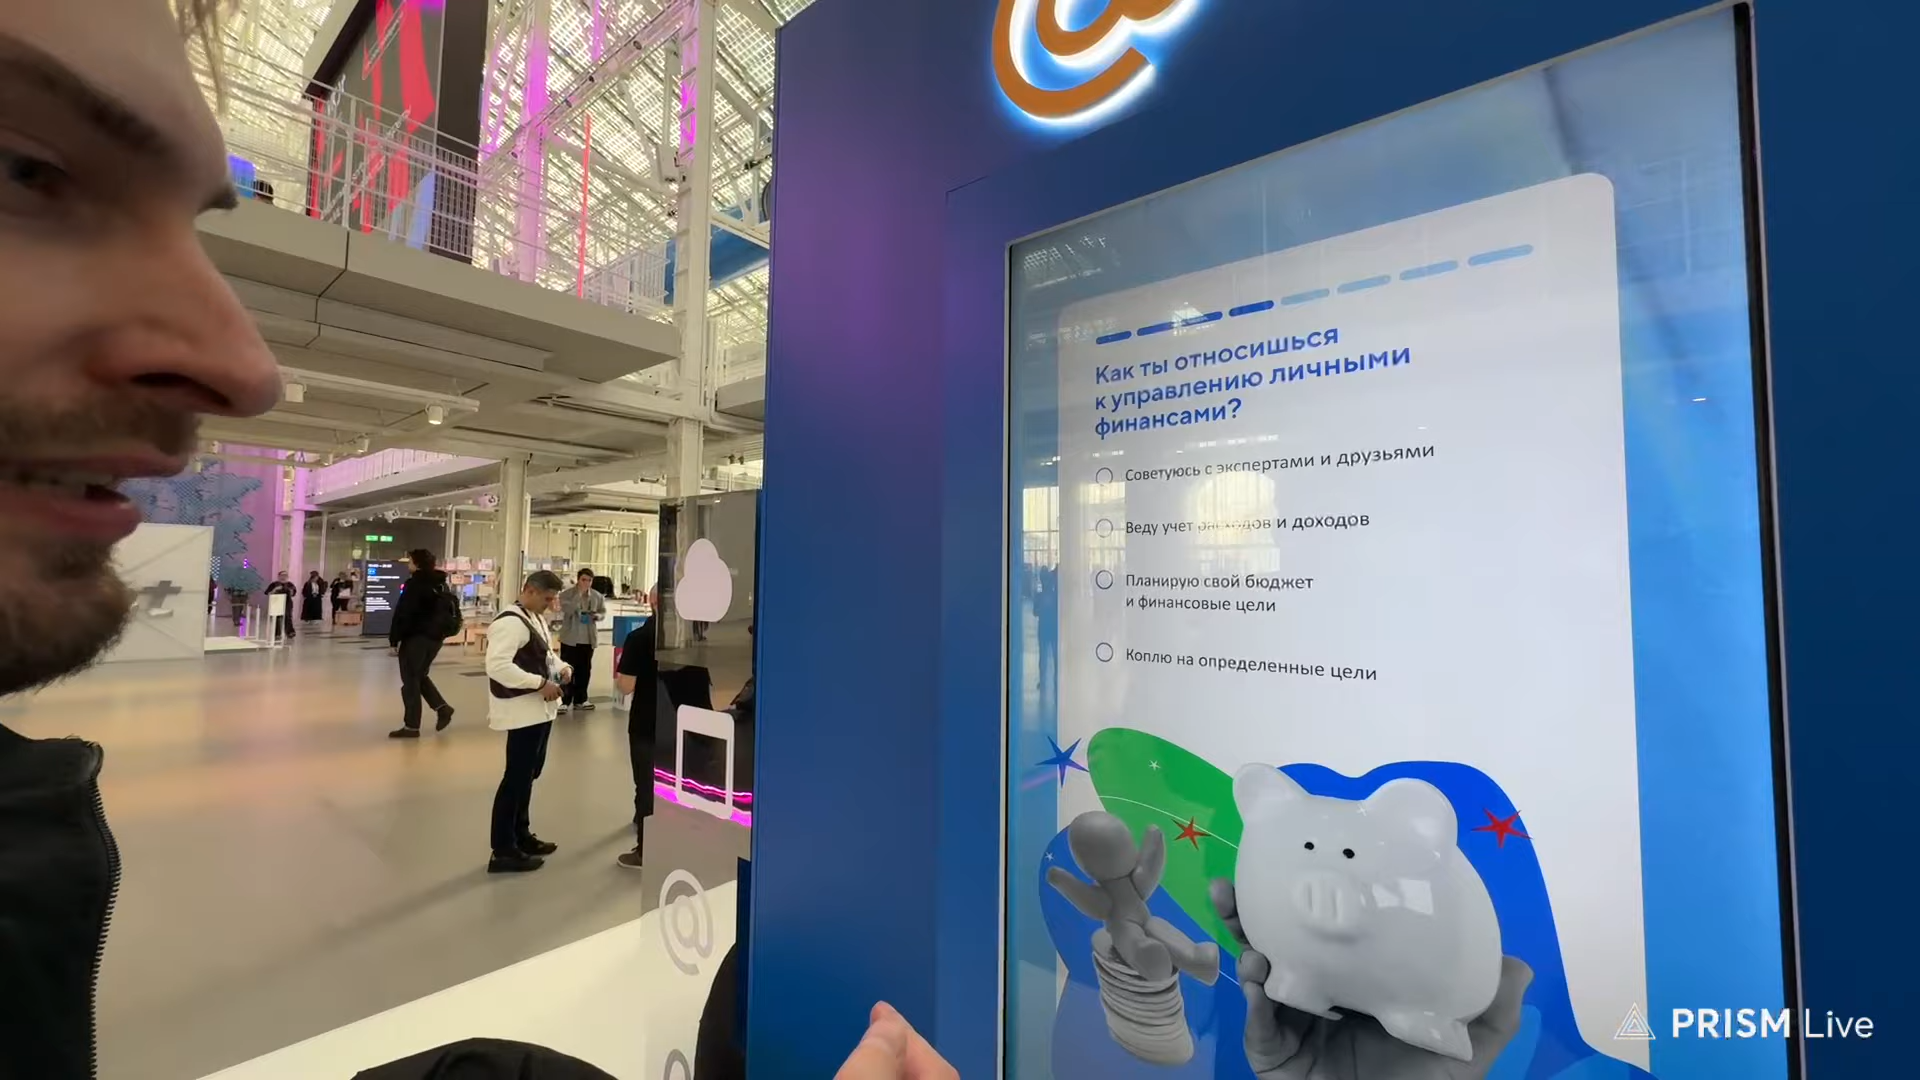 Как ты относишься
к управлению личными
финансами?
Советуюсь с экспертами и друзьями
Веду учет расходов и доходов
Планирую свой бюджет
и финансовые цели
Коплю на определенные цели
PRISM Live